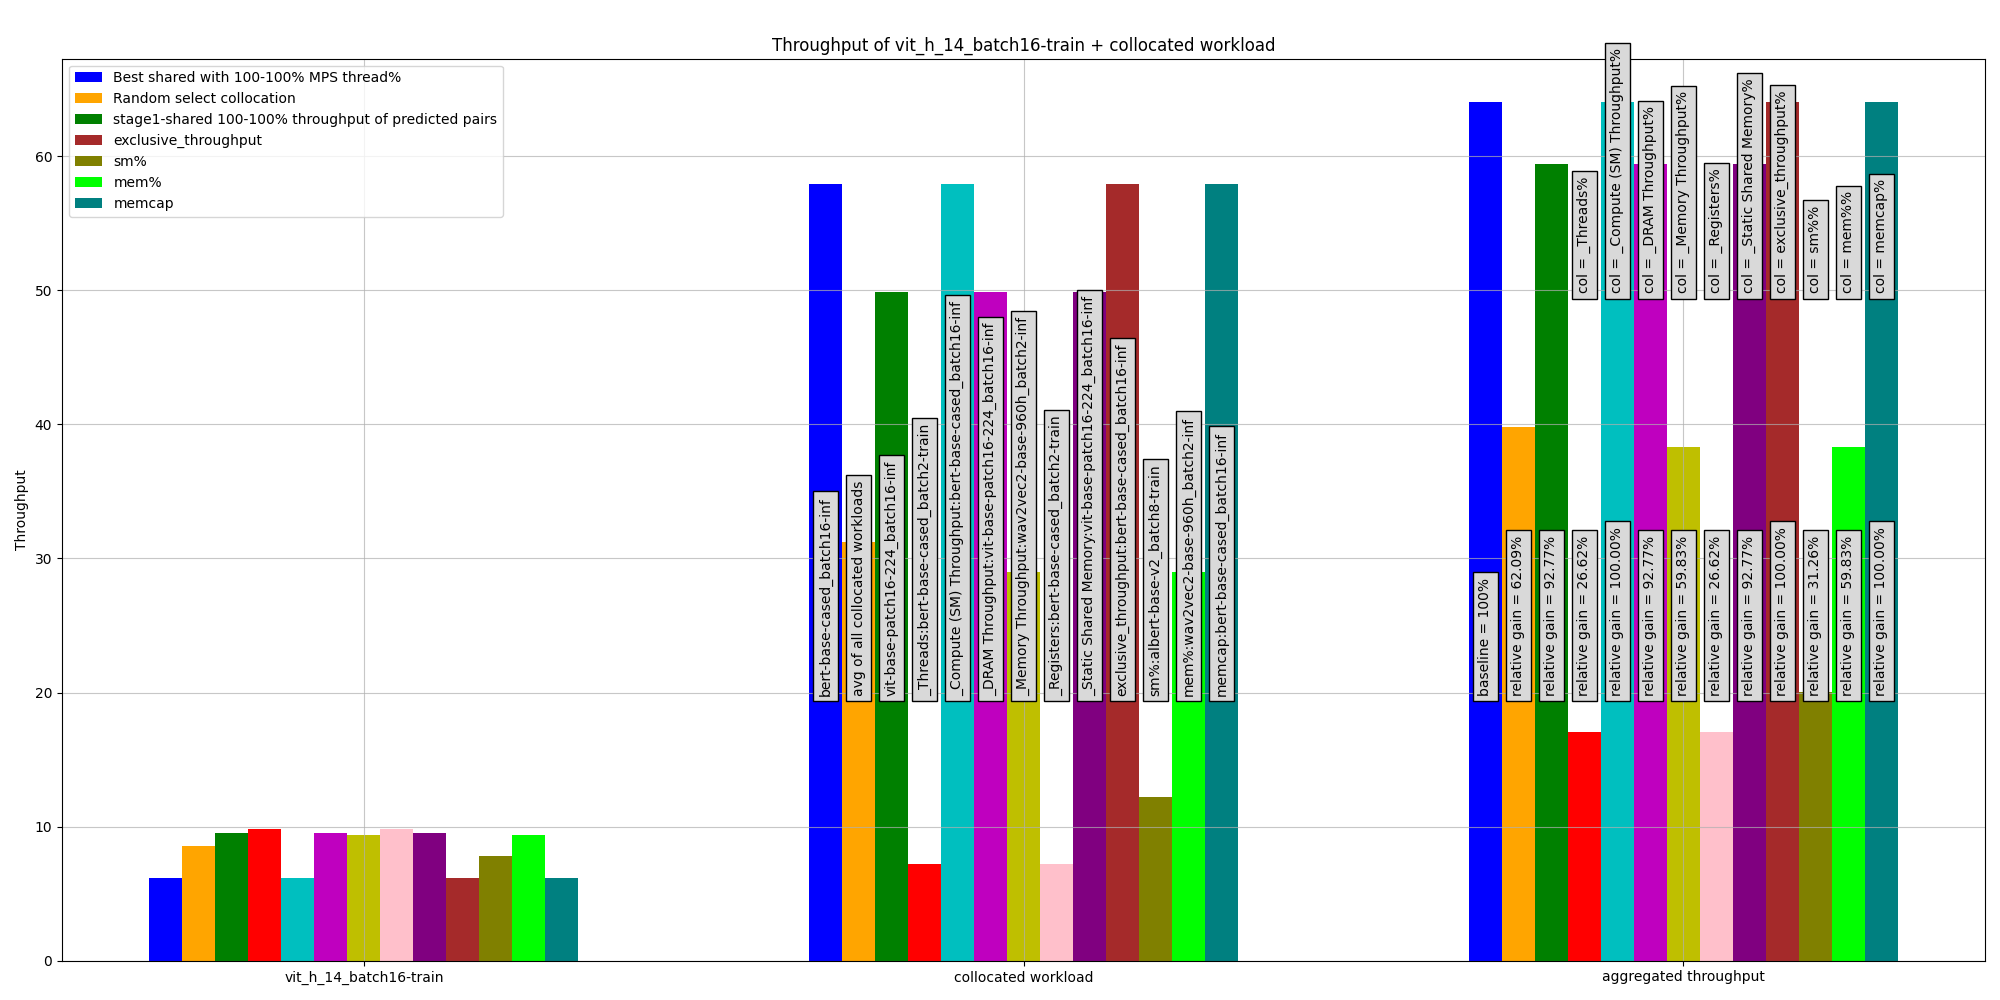 Throughput of vit_h_14_batch16-train + collocated workload
Best shared with 100-100% MPS thread%
Random select collocation
stage1-shared 100-100% throughput of predicted pairs
exclusive_throughput
sm%
mem%
memcap
Throughput
60
50
40
30
20
10
0
bert-base-cased_batch16-inf
avg of all collocated workloads
vit-base-patch16-224_batch16-inf
_Threads:bert-base-cased_batch2-train
_Compute (SM) Throughput:bert-base-cased_batch16-inf
_DRAM Throughput:vit-base-patch16-224_batch16-inf
_Memory Throughput:wav2vec2-base-960h_batch2-inf
_Registers:bert-base-cased_batch2-train
_Static Shared Memory:vit-base-patch16-224_batch16-inf
exclusive_throughput:bert-base-cased_batch16-inf
sm%:albert-base-v2_batch8-train
mem%:wav2vec2-base-960h_batch2-inf
memcap:bert-base-cased_batch16-inf
col = _Threads%
col = _Compute (SM) Throughput%
col = _DRAM Throughput%
col = _Memory Throughput%
col = _Registers%
col = _Static Shared Memory%
col = exclusive_throughput%
col = sm%%
col = mem%%
col = memcap%
baseline = 100%
relative gain = 62.09%
relative gain = 92.77%
relative gain = 26.62%
relative gain = 100.00%
relative gain = 92.77%
relative gain = 59.83%
relative gain = 26.62%
relative gain = 92.77%
relative gain = 100.00%
relative gain = 31.26%
relative gain = 59.83%
relative gain = 100.00%
vit_h_14_batch16-train
collocated workload
aggregated throughput